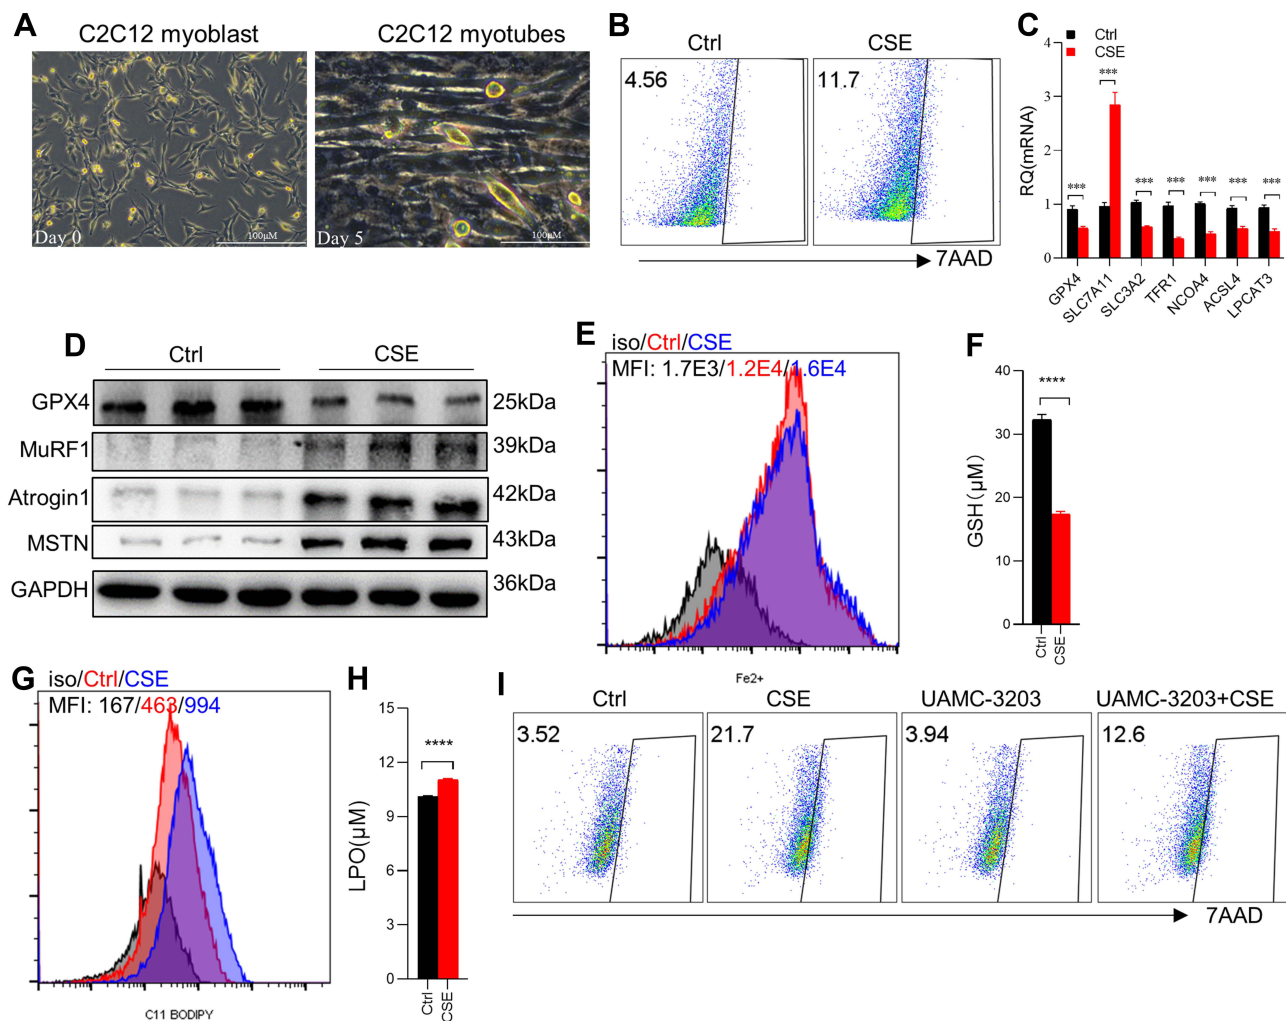 A
C2C12 myoblast
C2C12 myotubes
Day 0
100μM
Day 5
100μM
B
Ctrl
CSE
4.56
11.7
7AAD
C
Ctrl
CSE
RQ(mRNA)
4
3
2
1
0
***
***
***
***
***
***
***
GPX4
SLC7A11
SLC3A2
TFR1
NCOA4
ACSL4
LPCAT3
D
Ctrl
CSE
GPX4
25kDa
MuRF1
39kDa
Atrogin1
42kDa
MSTN
43kDa
GAPDH
36kDa
E
iso/Ctrl/CSE
MFI: 1.7E3/1.2E4/1.6E4
Fe2+
F
GSH(μM)
40
30
20
10
0
****
Ctrl
CSE
G
iso/Ctrl/CSE
MFI: 167/463/994
C11 BODIPY
H
LPO(μM)
15
12
9
6
3
0
****
Ctrl
CSE
I
Ctrl
CSE
UAMC-3203
UAMC-3203+CSE
3.52
21.7
3.94
12.6
7AAD